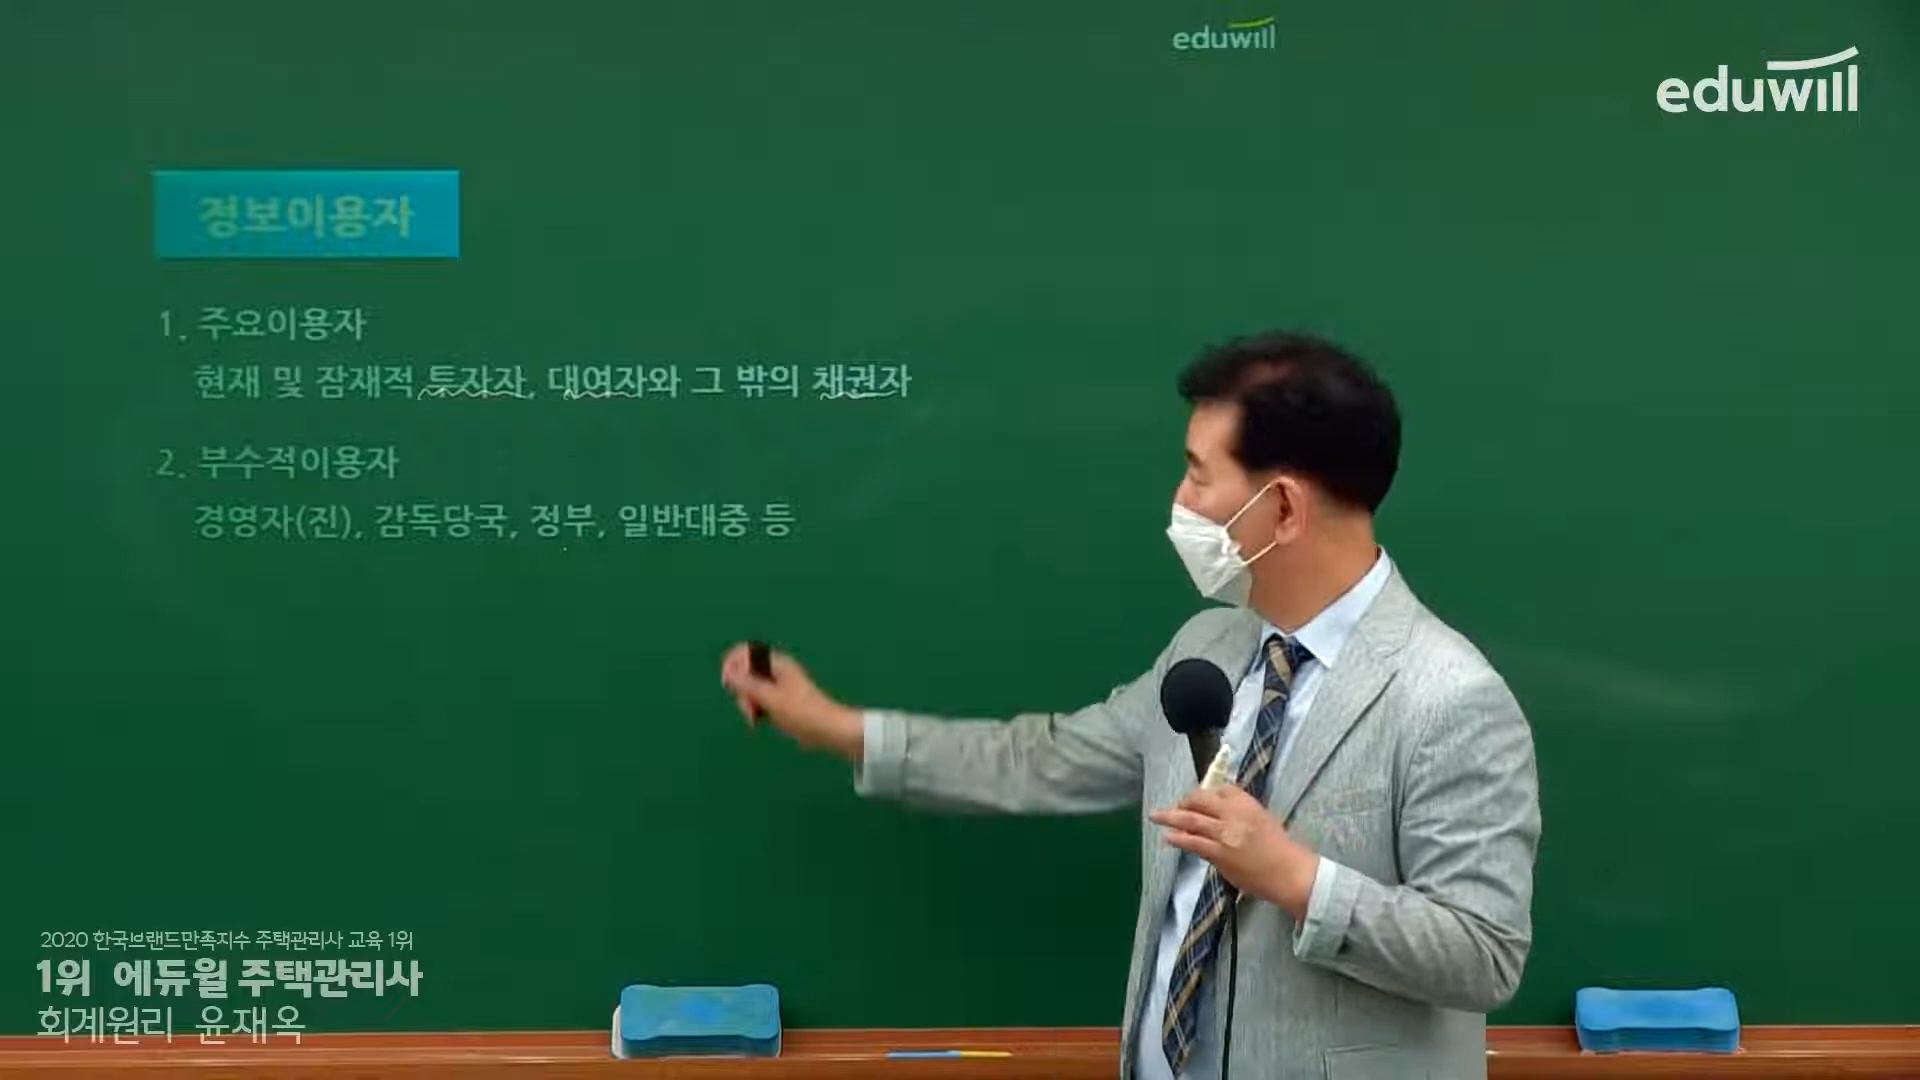 eduwill
eduwill
정보이용자
1. 주요이용자
현재 및 잠재적 투자자, 대여자와 그 밖의 채권자
2. 부수적이용자
경영자(진), 감독당국, 정부, 일반대중 등
2020 한국브랜드만족지수 주택관리사 교육 1위
1위 에듀윌 주택관리사
회계원리 윤재옥